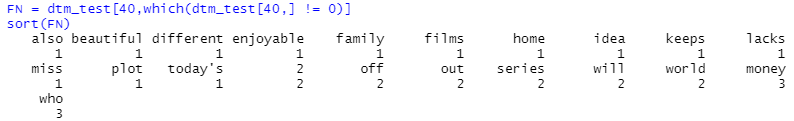 FN = dtm_test[40,which(dtm_test[40,] != 0)]
sort(FN)
also beautiful different enjoyable family films home idea keeps lacks
1 1 1 1 1 1 1 1 1 1
miss plot today's 2 off out series will world money
1 1 1 2 2 2 2 2 2 3
who
3